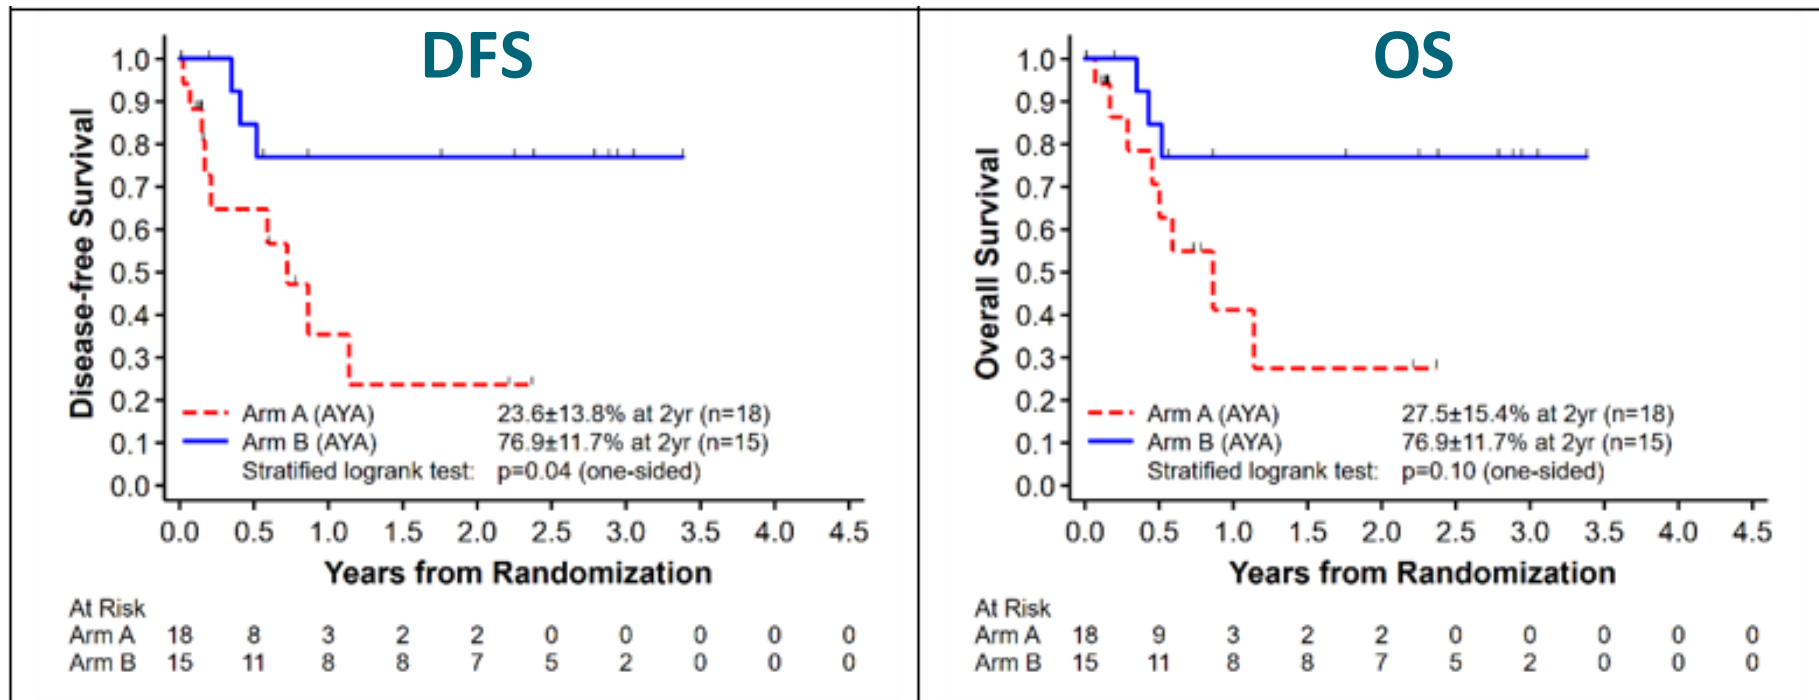 DFS
Disease-free Survival
1.0
0.9
0.8
0.7
0.6
0.5
0.4
0.3
0.2
0.1
0.0
Arm A (AYA) 23.6±13.8% at 2yr (n=18)
Arm B (AYA) 76.9±11.7% at 2yr (n=15)
Stratified logrank test: p=0.04 (one-sided)
0.0 0.5 1.0 1.5 2.0 2.5 3.0 3.5 4.0 4.5
Years from Randomization
At Risk
Arm A 18 8 3 2 2 0 0 0 0 0
Arm B 15 11 8 8 7 5 2 0 0 0
OS
Overall Survival
1.0
0.9
0.8
0.7
0.6
0.5
0.4
0.3
0.2
0.1
0.0
Arm A (AYA) 27.5±15.4% at 2yr (n=18)
Arm B (AYA) 76.9±11.7% at 2yr (n=15)
Stratified logrank test: p=0.10 (one-sided)
0.0 0.5 1.0 1.5 2.0 2.5 3.0 3.5 4.0 4.5
Years from Randomization
At Risk
Arm A 18 9 3 2 2 0 0 0 0 0
Arm B 15 11 8 8 7 5 2 0 0 0